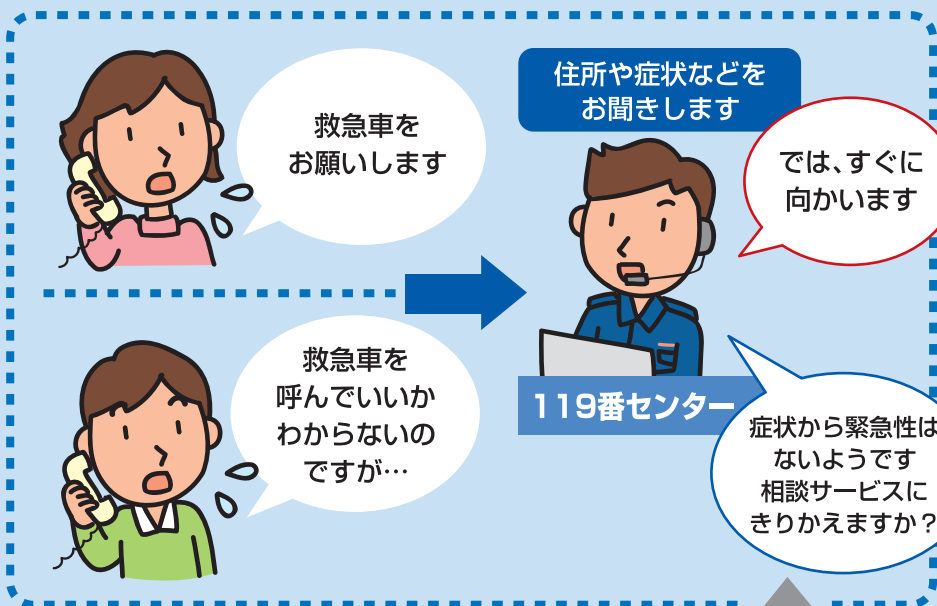 救急車を
お願いします
救急車を
呼んでいいか
わからないの
ですが…
住所や症状などを
お聞きします
では、すぐに
向かいます
119番センター
症状から緊急性は
ないようです
相談サービスに
きりかえますか？